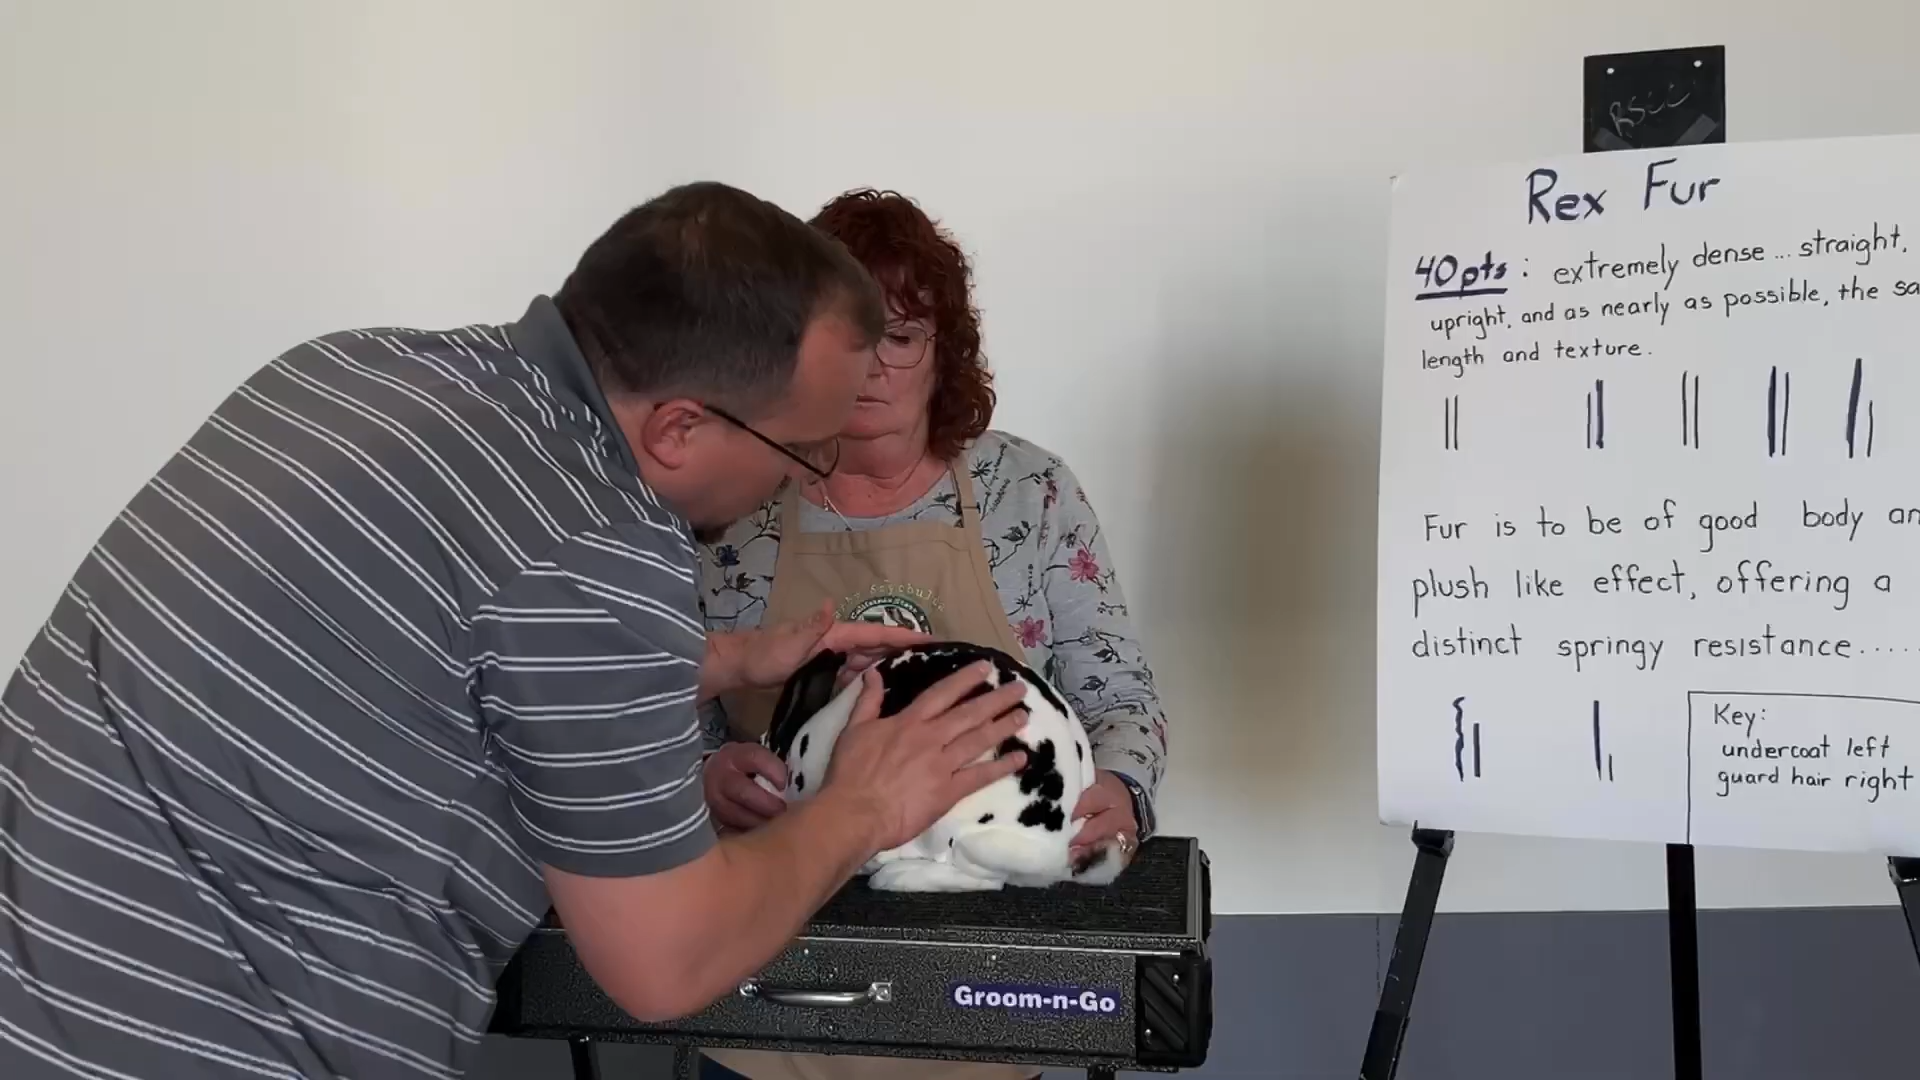 RSCC
Rex Fur
40pts: extremely dense ... straight,
upright, and as nearly as possible, the sa
length and texture.
Fur is to be of good body an
plush like effect, offering a
distinct springy resistance.....
Key:
undercoat left
guard hair right
Groom-n-Go